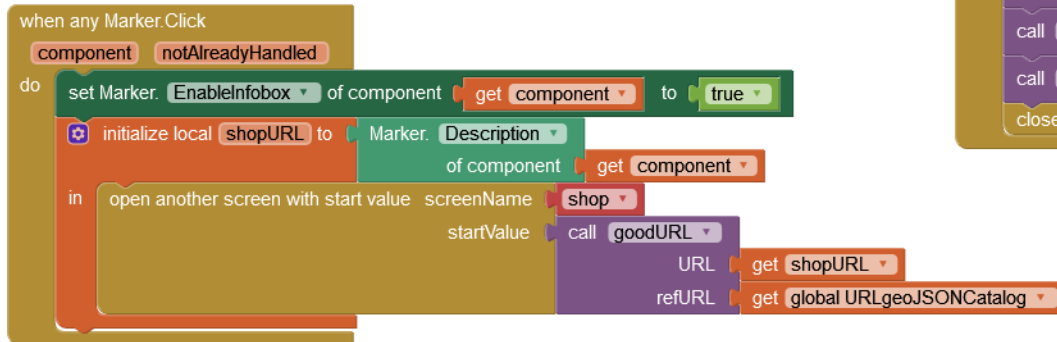 when any Marker.Click
component notAlreadyHandled
do set Marker. EnableInfobox of component get component to true
initialize local shopURL to Marker. Description
of component get component
in open another screen with start value screenName shop
startValue call goodURL
URL get shopURL
refURL get global URLgeoJSONCatalog
call
call
close